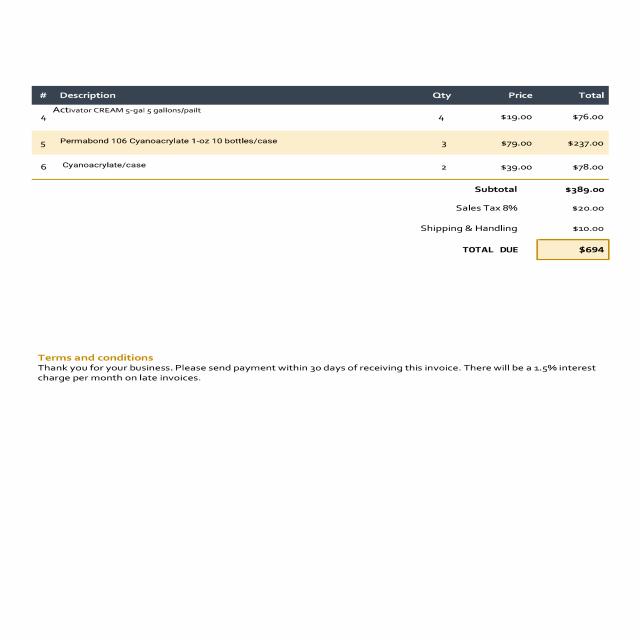 # Description Qty Price Total
4 Activator CREAM 5-gal 5 gallons/pailt 4 $19.00 $76.00
5 Permabond 106 Cyanoacrylate 1-oz 10 bottles/case 3 $79.00 $237.00
6 Cyanoacrylate/case 2 $39.00 $78.00
Subtotal $389.00
Sales Tax 8% $20.00
Shipping & Handling $10.00
TOTAL DUE $694
Terms and conditions
Thank you for your business. Please send payment within 30 days of receiving this invoice. There will be a 1.5% interest
charge per month on late invoices.